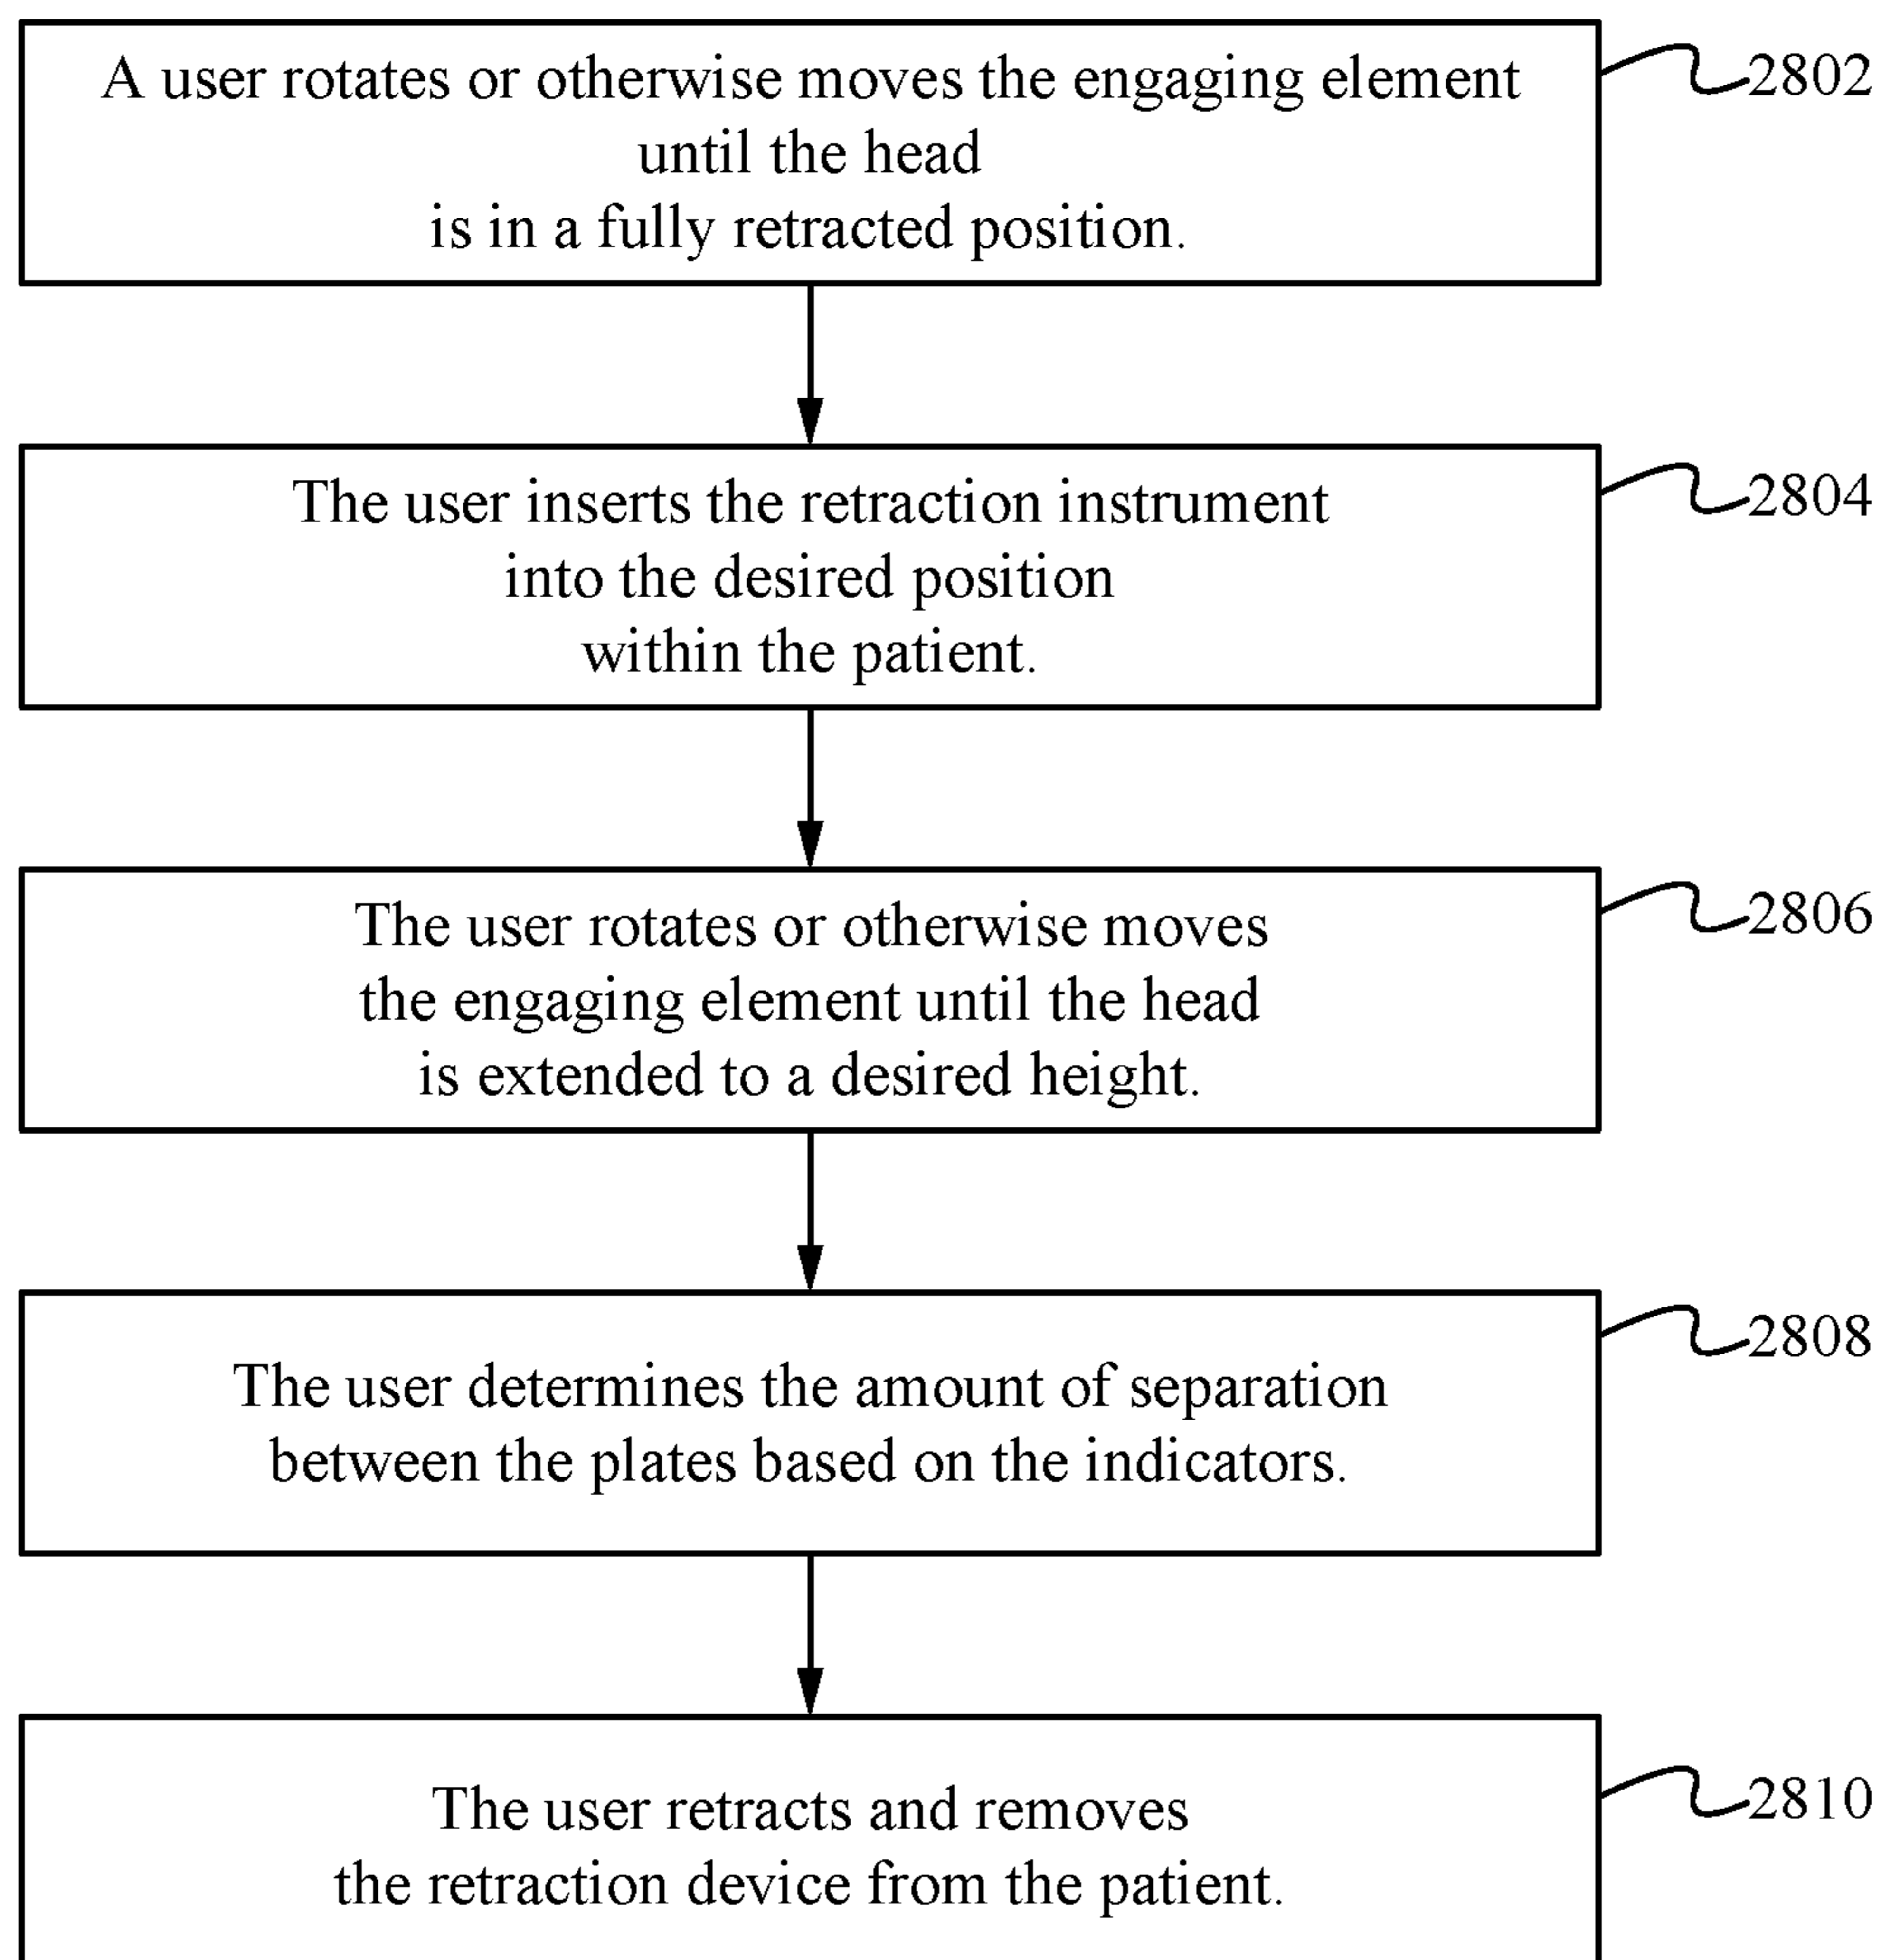 A user rotates or otherwise moves the engaging element
until the head
is in a fully retracted position.
2802
The user inserts the retraction instrument
into the desired position
within the patient.
2804
The user rotates or otherwise moves
the engaging element until the head
is extended to a desired height.
2806
The user determines the amount of separation
between the plates based on the indicators.
2808
The user retracts and removes
the retraction device from the patient.
2810